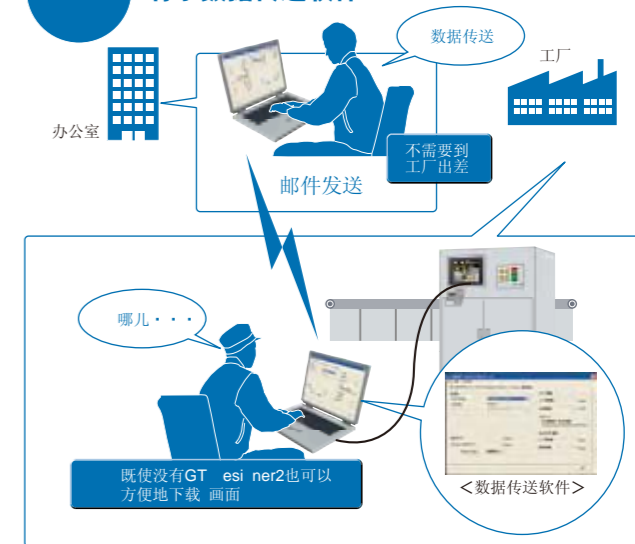 数据传送
工厂
办公室
不需要到
工厂出差
邮件发送
哪儿・・・
<数据传送软件>
既使没有GT esi ner2也可以
方便地下载 画面